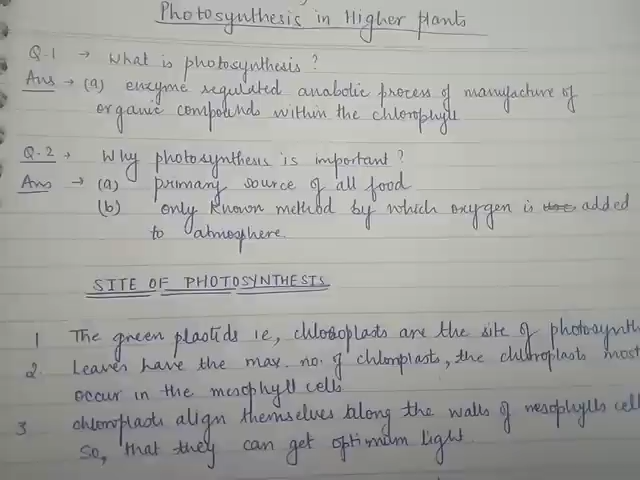 Photosynthesis in Higher plants
Q.1 → What is photosynthesis?
Ans → (a) enzyme regulated anabolic process of manufacture of
organic compounds within the chlorophyll
Q.2 → Why photosynthesis is important?
Ans → (a) primary source of all food
(b) only known method by which oxygen is added
to atmosphere.
SITE OF PHOTOSYNTHESIS
1 The green plastids ie, chloroplasts are the site of photosynth
2. Leaves have the max. no. of chloroplasts, the chloroplasts most
occur in the mesophyll cells
3 chloroplasts align themselves along the walls of mesophylls cell
So, that they can get optimum light.